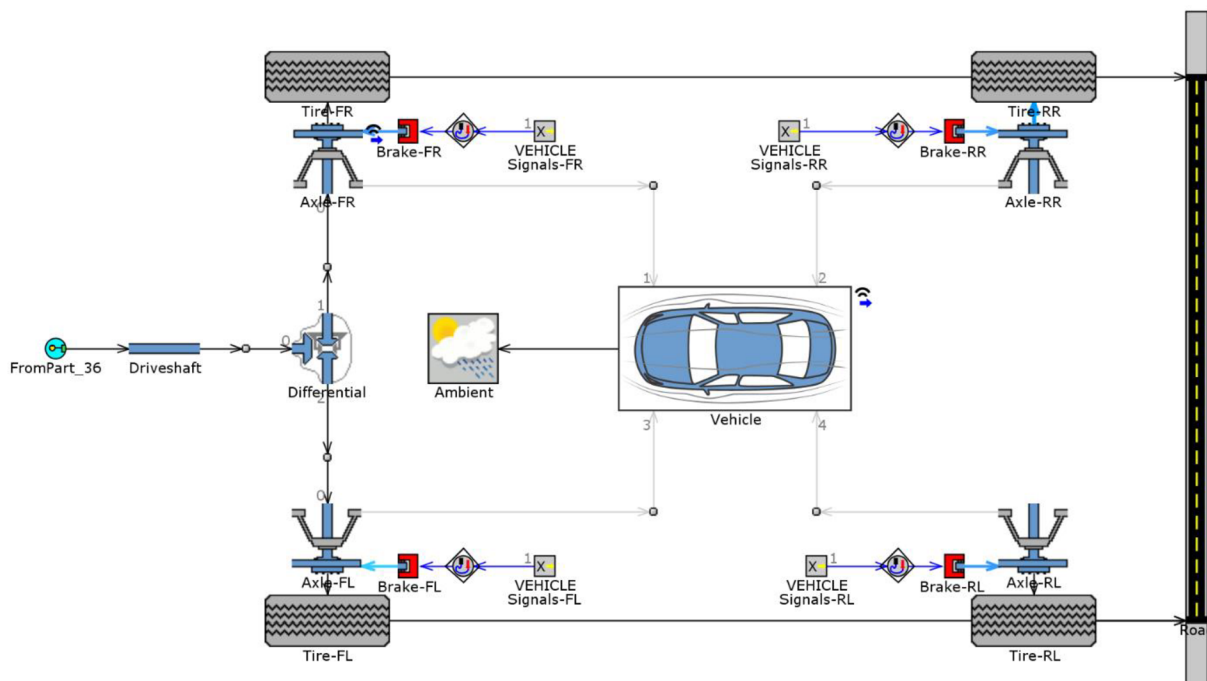 Tire-FR
Tire-RR
1
1
Brake-FR
VEHICLE
Signals-FR
VEHICLE
Signals-RR
Brake-RR
Axle-FR
0
Axle-RR
1
2
1
0
FromPart_36
Driveshaft
Differential
2
Ambient
Vehicle
3
4
0
1
1
Axle-FL
Brake-FL
VEHICLE
Signals-FL
VEHICLE
Signals-RL
Brake-RL
Axle-RL
Tire-FL
Tire-RL
Roa
X
X
X
X